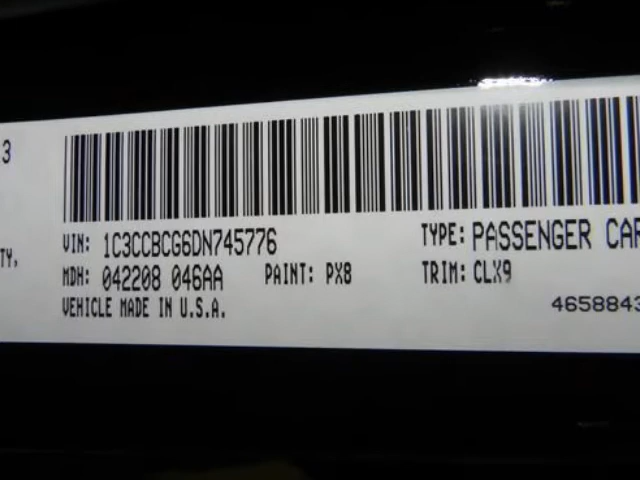 3
TY,
VIN: 1C3CCBCG6DN745776 TYPE: PASSENGER CAR
MDH: 042208 046AA PAINT: PX8 TRIM: CLX9
VEHICLE MADE IN U.S.A. 4658843